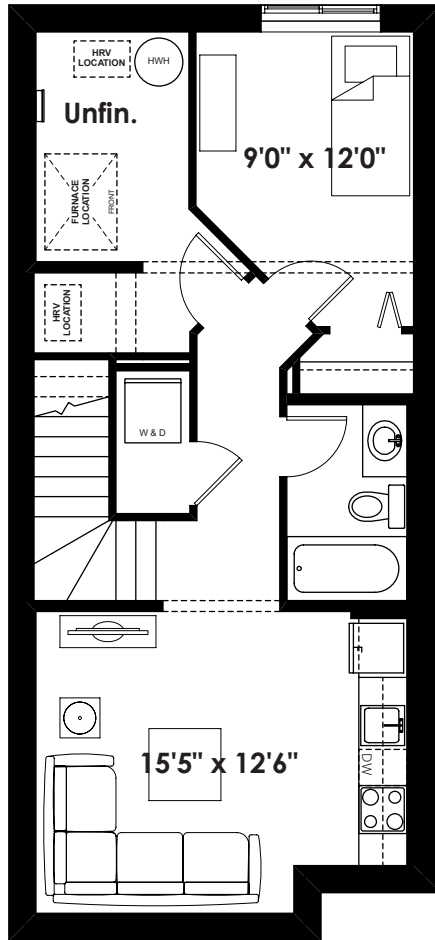 HRV
LOCATION
HWH
Unfin.
9'0" x 12'0"
FURNACE
LOCATION
FRONT
HRV
LOCATION
W & D
15'5" x 12'6"
DW